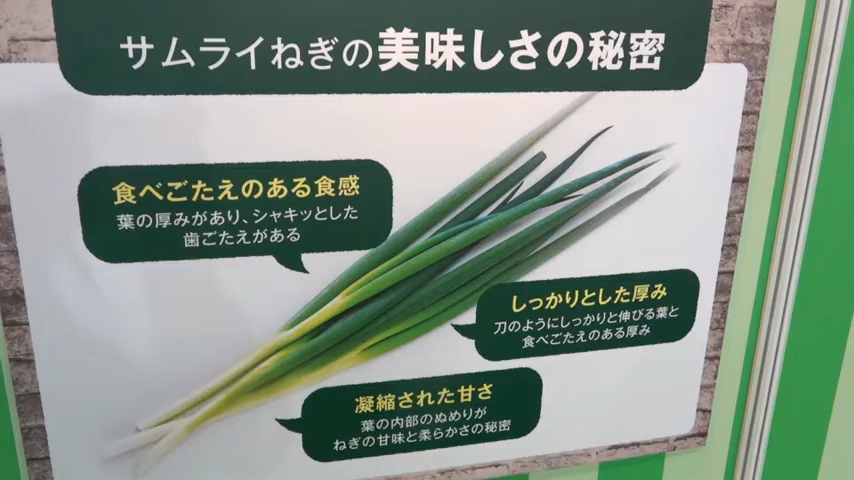 サムライねぎの美味しさの秘密
食べごたえのある食感
葉の厚みがあり、シャキッとした
歯ごたえがある
しっかりとした厚み
刀のようにしっかりと伸びる葉と
食べごたえのある厚み
凝縮された甘さ
葉の内部のぬめりが
ねぎの甘味と柔らかさの秘密